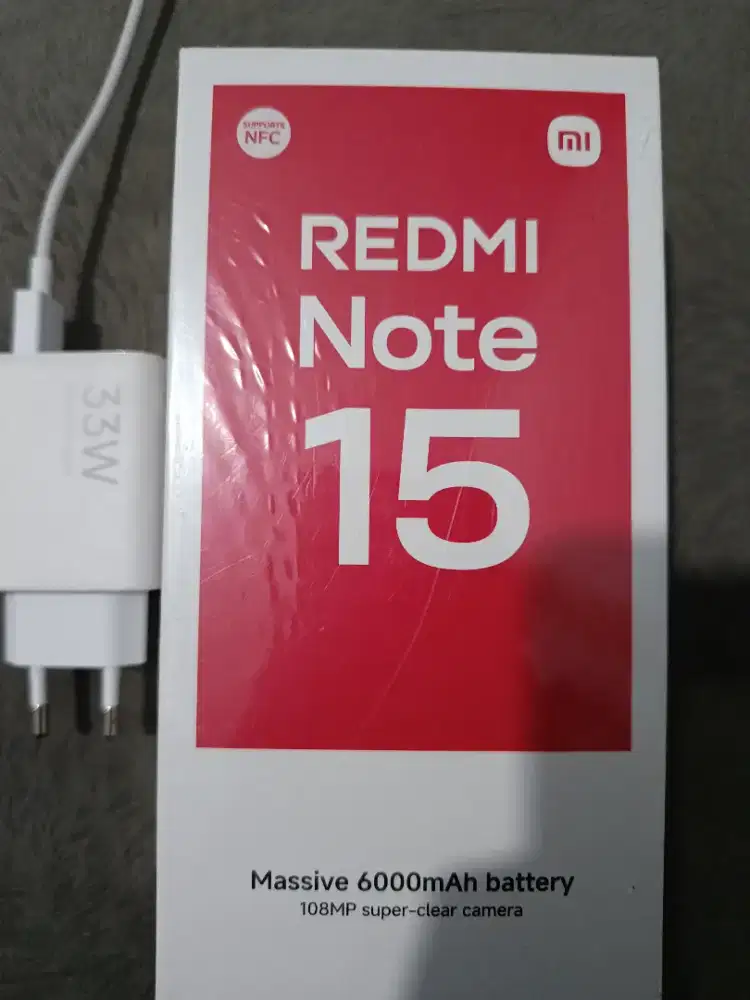 SUPPORTS
NFC
mi
REDMI
Note
15
33W
Massive 6000mAh battery
108MP super-clear camera